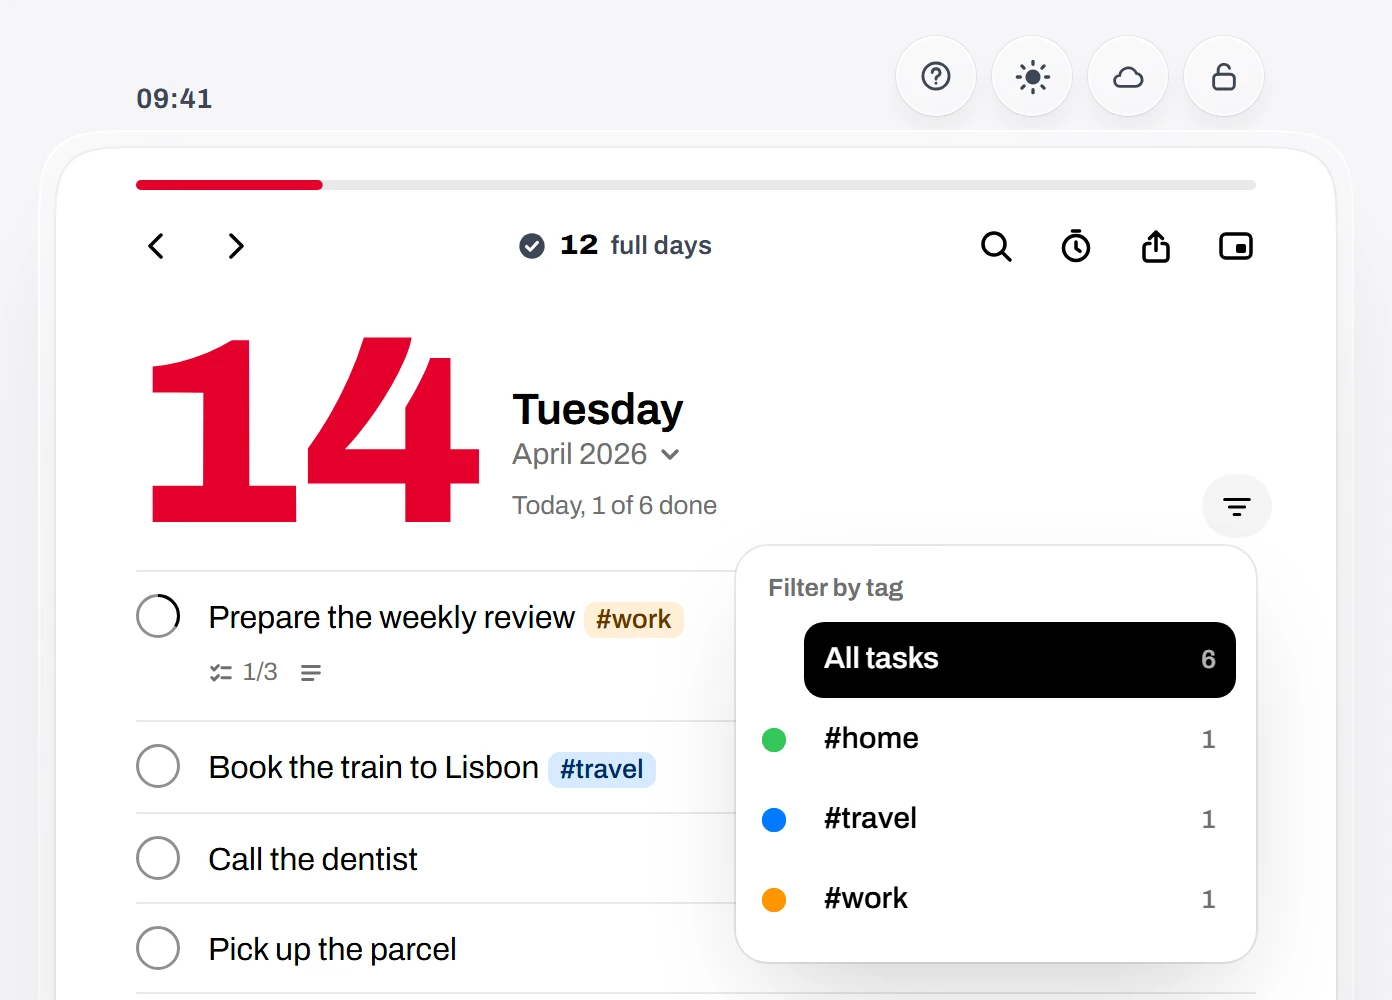 09:41
12 full days
14
Tuesday
April 2026
Today, 1 of 6 done
Filter by tag
All tasks 6
#home 1
#travel 1
#work 1
Prepare the weekly review #work
1/3
Book the train to Lisbon #travel
Call the dentist
Pick up the parcel